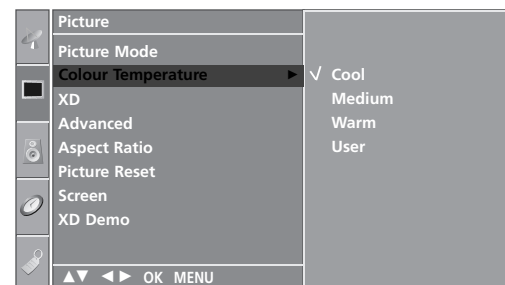 Picture
Picture Mode
Colour Temperature ►
XD
Advanced
Aspect Ratio
Picture Reset
Screen
XD Demo
▲▼ ◄► OK MENU
√ Cool
Medium
Warm
User